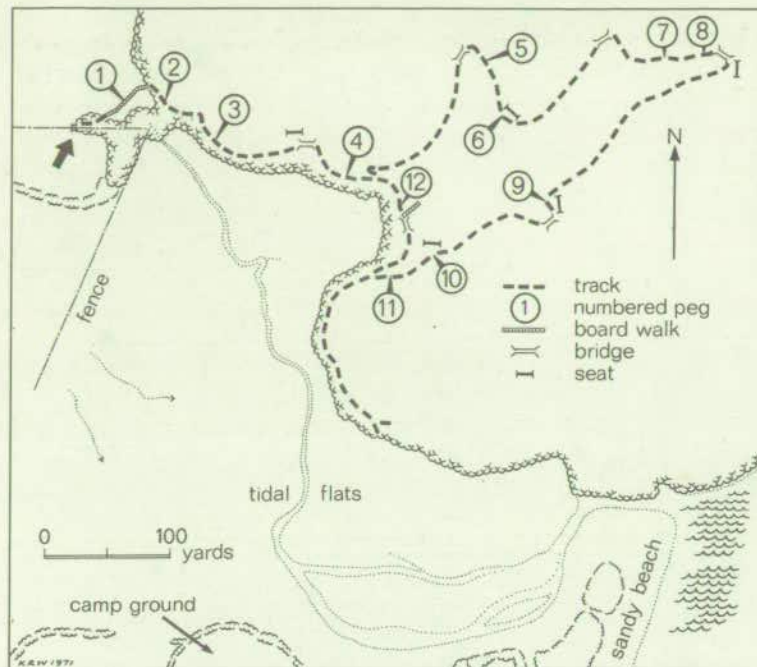 1
2
3
4
5
6
7
8
9
10
11
12
N
fence
track
1 numbered peg
board walk
bridge
seat
tidal flats
0 100
yards
camp ground
sandy beach
KRW 1971